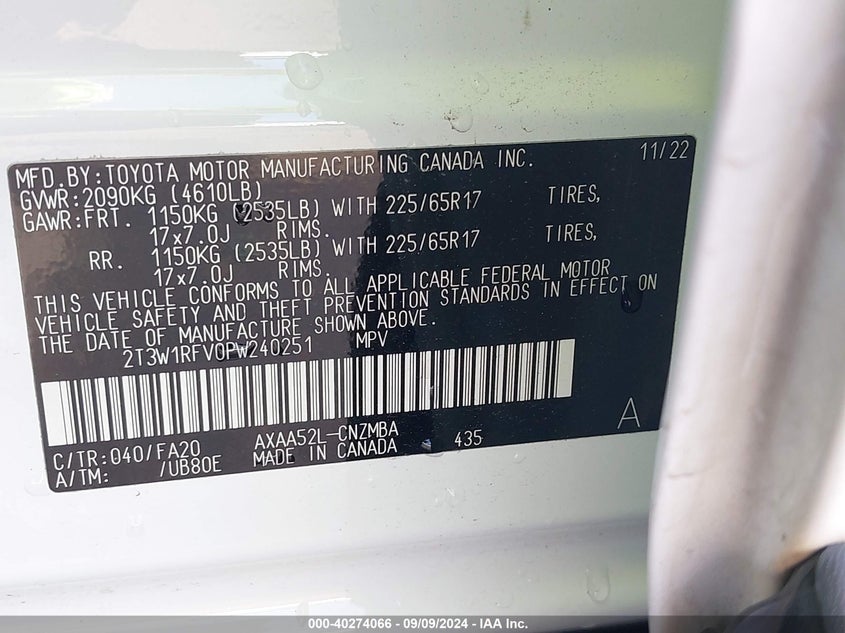 MFD.BY:TOYOTA MOTOR MANUFACTURING CANADA INC. 11/22
GVWR:2090KG (4610LB)
GAWR:FRT. 1150KG (2535LB) WITH 225/65R17 TIRES,
17x7.0J RIMS.
RR. 1150KG (2535LB) WITH 225/65R17 TIRES,
17x7.0J RIMS.
THIS VEHICLE CONFORMS TO ALL APPLICABLE FEDERAL MOTOR
VEHICLE SAFETY AND THEFT PREVENTION STANDARDS IN EFFECT ON
THE DATE OF MANUFACTURE SHOWN ABOVE.
2T3W1RFV0PW240251 MPV
A
C/TR:040/FA20 AXAA52L-CNZMBA 435
A/TM: /UB80E MADE IN CANADA
000-40274066 - 09/09/2024 - IAA Inc.